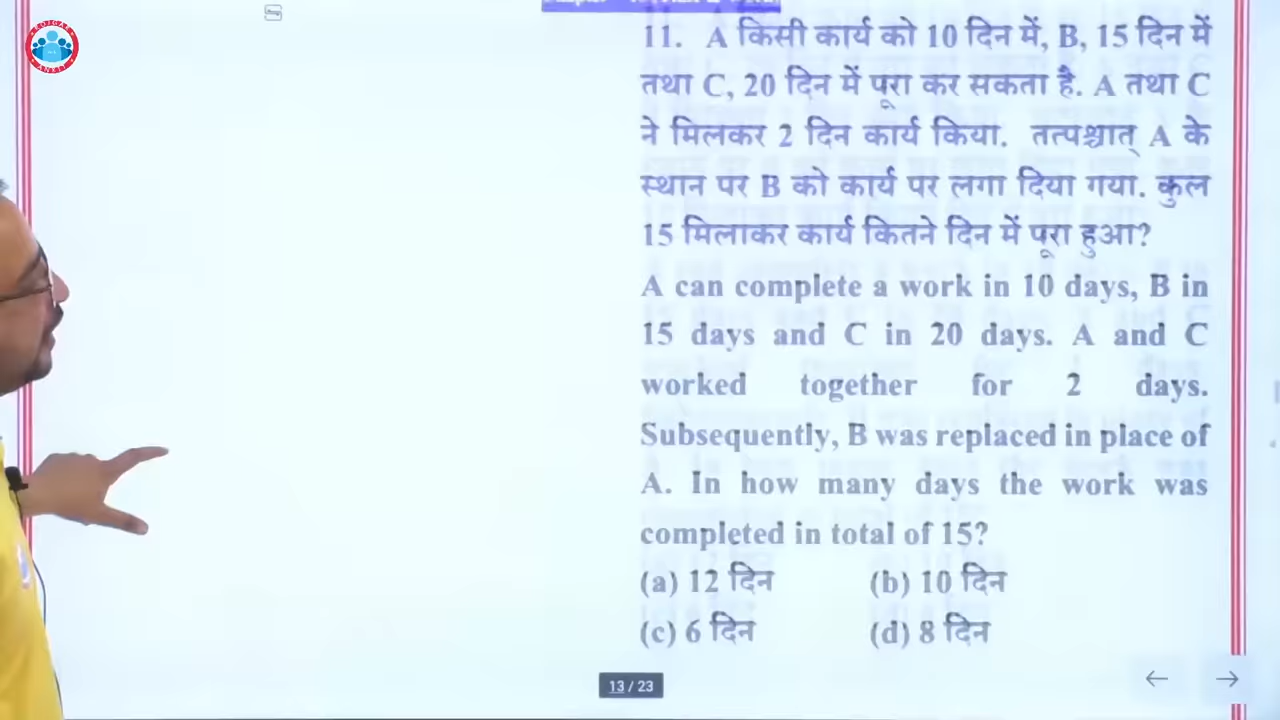 11. A किसी कार्य को 10 दिन में, B, 15 दिन में
तथा C, 20 दिन में पूरा कर सकता है. A तथा C
ने मिलकर 2 दिन कार्य किया. तत्पश्चात् A के
स्थान पर B को कार्य पर लगा दिया गया. कुल
15 मिलाकर कार्य कितने दिन में पूरा हुआ?
A can complete a work in 10 days, B in
15 days and C in 20 days. A and C
worked together for 2 days.
Subsequently, B was replaced in place of
A. In how many days the work was
completed in total of 15?
(a) 12 दिन (b) 10 दिन
(c) 6 दिन (d) 8 दिन
13 / 23